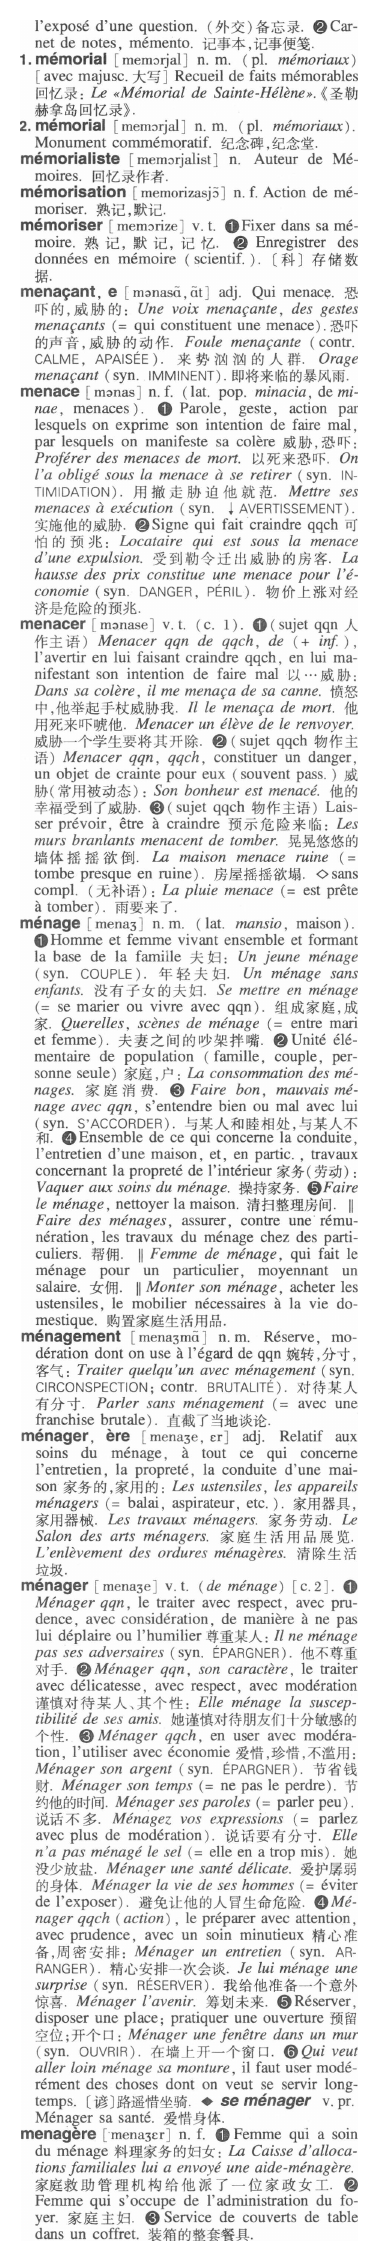 l'exposé d'une question. (外交)备忘录. ❷ Car-
net de notes, mémento. 记事本,记事便笺.
1. mémorial [memɔrjal] n. m. (pl. mémoriaux)
[avec majusc. 大写] Recueil de faits mémorables
回忆录: Le «Mémorial de Sainte-Hélène».《圣勒
赫拿岛回忆录》.
2. mémorial [memɔrjal] n. m. (pl. mémoriaux).
Monument commémoratif. 纪念碑,纪念堂.
mémorialiste [memɔrjalist] n. Auteur de Mé-
moires. 回忆录作者.
mémorisation [memɔrizasjɔ̃] n. f. Action de mé-
moriser. 熟记,默记.
mémoriser [memɔrize] v. t. ❶ Fixer dans sa mé-
moire. 熟记,默记,记忆. ❷ Enregistrer des
données en mémoire (scientif.). 〔科〕存储数
据.
menaçant, e [mənasɑ̃, ɑ̃t] adj. Qui menace. 恐
吓的,威胁的: Une voix menaçante, des gestes
menaçants (= qui constituent une menace).恐吓
的声音,威胁的动作. Foule menaçante (contr.
CALME, APAISÉE). 来势汹汹的人群. Orage
menaçant (syn. IMMINENT).即将来临的暴风雨.
menace [mənas] n. f. (lat. pop. minacia, de mi-
nae, menaces). ❶ Parole, geste, action par
lesquels on exprime son intention de faire mal,
par lesquels on manifeste sa colère 威胁,恐吓:
Proférer des menaces de mort. 以死来恐吓. On
l'a obligé sous la menace à se retirer (syn. IN-
TIMIDATION). 用撤走胁迫他就范. Mettre ses
menaces à exécution (syn. ↓AVERTISSEMENT).
实施他的威胁. ❷ Signe qui fait craindre qqch 可
怕的预兆: Locataire qui est sous la menace
d'une expulsion. 受到勒令迁出威胁的房客. La
hausse des prix constitue une menace pour l'é-
conomie (syn. DANGER, PÉRIL). 物价上涨对经
济是危险的预兆.
menacer [mənase] v. t. (c. 1). ❶ (sujet qqn 人
作主语) Menacer qqn de qqch, de (+ inf.),
l'avertir en lui faisant craindre qqch, en lui ma-
nifestant son intention de faire mal 以…威胁:
Dans sa colère, il me menaça de sa canne. 愤怒
中,他举起手杖威胁我. Il le menaça de mort. 他
用死来吓唬他. Menacer un élève de le renvoyer.
威胁一个学生要将其开除. ❷ (sujet qqch 物作主
语) Menacer qqn, qqch, constituer un danger,
un objet de crainte pour eux (souvent pass.) 威
胁(常用被动态): Son bonheur est menacé. 他的
幸福受到了威胁. ❸ (sujet qqch 物作主语) Lais-
ser prévoir, être à craindre 预示危险来临: Les
murs branlants menacent de tomber. 晃晃悠悠的
墙体摇摇欲倒. La maison menace ruine (=
tombe presque en ruine). 房屋摇摇欲塌. ◇ sans
compl. (无补语): La pluie menace (= est prête
à tomber). 雨要来了.
ménage [menaʒ] n. m. (lat. mansio, maison).
❶ Homme et femme vivant ensemble et formant
la base de la famille 夫妇: Un jeune ménage
(syn. COUPLE). 年轻夫妇. Un ménage sans
enfants. 没有子女的夫妇. Se mettre en ménage
(= se marier ou vivre avec qqn). 组成家庭,成
家. Querelles, scènes de ménage (= entre mari
et femme). 夫妻之间的吵架拌嘴. ❷ Unité élé-
mentaire de population (famille, couple, per-
sonne seule) 家庭,户: La consommation des mé-
nages. 家庭消费. ❸ Faire bon, mauvais mé-
nage avec qqn, s'entendre bien ou mal avec lui
(syn. S'ACCORDER). 与某人和睦相处,与某人不
和. ❹ Ensemble de ce qui concerne la conduite,
l'entretien d'une maison, et, en partic., travaux
concernant la propreté de l'intérieur 家务(劳动):
Vaquer aux soins du ménage. 操持家务. ❺ Faire
le ménage, nettoyer la maison. 清扫整理房间. ‖
Faire des ménages, assurer, contre une rému-
nération, les travaux du ménage chez des parti-
culiers. 帮佣. ‖ Femme de ménage, qui fait le
ménage pour un particulier, moyennant un
salaire. 女佣. ‖ Monter son ménage, acheter les
ustensiles, le mobilier nécessaires à la vie do-
mestique. 购置家庭生活用品.
ménagement [menaʒmɑ̃] n. m. Réserve, mo-
dération dont on use à l'égard de qqn 婉转,分寸,
客气: Traiter quelqu'un avec ménagement (syn.
CIRCONSPECTION; contr. BRUTALITÉ). 对待某人
有分寸. Parler sans ménagement (= avec une
franchise brutale). 直截了当地谈论.
ménager, ère [menaʒe, ɛr] adj. Relatif aux
soins du ménage, à tout ce qui concerne
l'entretien, la propreté, la conduite d'une mai-
son 家务的,家用的: Les ustensiles, les appareils
ménagers (= balai, aspirateur, etc.). 家用器具,
家用器械. Les travaux ménagers. 家务劳动. Le
Salon des arts ménagers. 家庭生活用品展览.
L'enlèvement des ordures ménagères. 清除生活
垃圾.
ménager [menaʒe] v. t. (de ménage) [c. 2]. ❶
Ménager qqn, le traiter avec respect, avec pru-
dence, avec considération, de manière à ne pas
lui déplaire ou l'humilier 尊重某人: Il ne ménage
pas ses adversaires (syn. ÉPARGNER). 他不尊重
对手. ❷ Ménager qqn, son caractère, le traiter
avec délicatesse, avec respect, avec modération
谨慎对待某人、其个性: Elle ménage la suscep-
tibilité de ses amis. 她谨慎对待朋友们十分敏感的
个性. ❸ Ménager qqch, en user avec modéra-
tion, l'utiliser avec économie 爱惜,珍惜,不滥用:
Ménager son argent (syn. ÉPARGNER). 节省钱
财. Ménager son temps (= ne pas le perdre). 节
约他的时间. Ménager ses paroles (= parler peu).
说话不多. Ménagez vos expressions (= parlez
avec plus de modération). 说话要有分寸. Elle
n'a pas ménagé le sel (= elle en a trop mis). 她
没少放盐. Ménager une santé délicate. 爱护孱弱
的身体. Ménager la vie de ses hommes (= éviter
de l'exposer). 避免让他的人冒生命危险. ❹ Mé-
nager qqch (action), le préparer avec attention,
avec prudence, avec un soin minutieux 精心准
备,周密安排: Ménager un entretien (syn. AR-
RANGER). 精心安排一次会谈. Je lui ménage une
surprise (syn. RÉSERVER). 我给他准备一个意外
惊喜. Ménager l'avenir. 筹划未来. ❺ Réserver,
disposer une place; pratiquer une ouverture 预留
空位;开个口: Ménager une fenêtre dans un mur
(syn. OUVRIR). 在墙上开一个窗口. ❻ Qui veut
aller loin ménage sa monture, il faut user modé-
rément des choses dont on veut se servir long-
temps. 〔谚〕路遥惜坐骑. ◆ se ménager v. pr.
Ménager sa santé. 爱惜身体.
menagère [menaʒɛr] n. f. ❶ Femme qui a soin
du ménage 料理家务的妇女: La Caisse d'alloca-
tions familiales lui a envoyé une aide-ménagère.
家庭救助管理机构给他派了一位家政女工. ❷
Femme qui s'occupe de l'administration du fo-
yer. 家庭主妇. ❸ Service de couverts de table
dans un coffret. 装箱的整套餐具.